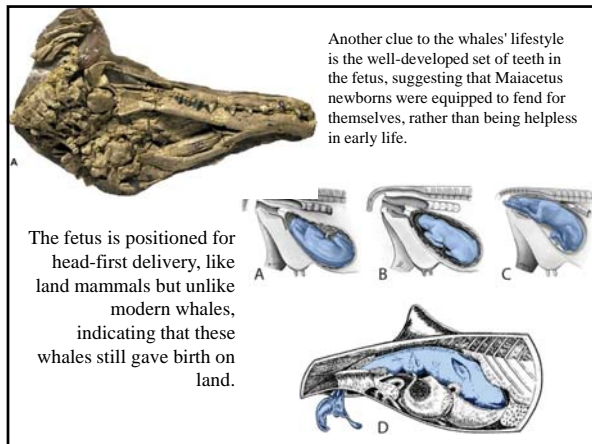 Another clue to the whales' lifestyle
is the well-developed set of teeth in
the fetus, suggesting that Maiacetus
newborns were equipped to fend for
themselves, rather than being helpless
in early life.
A
The fetus is positioned for
head-first delivery, like
land mammals but unlike
modern whales,
indicating that these
whales still gave birth on
land.
A B C
D